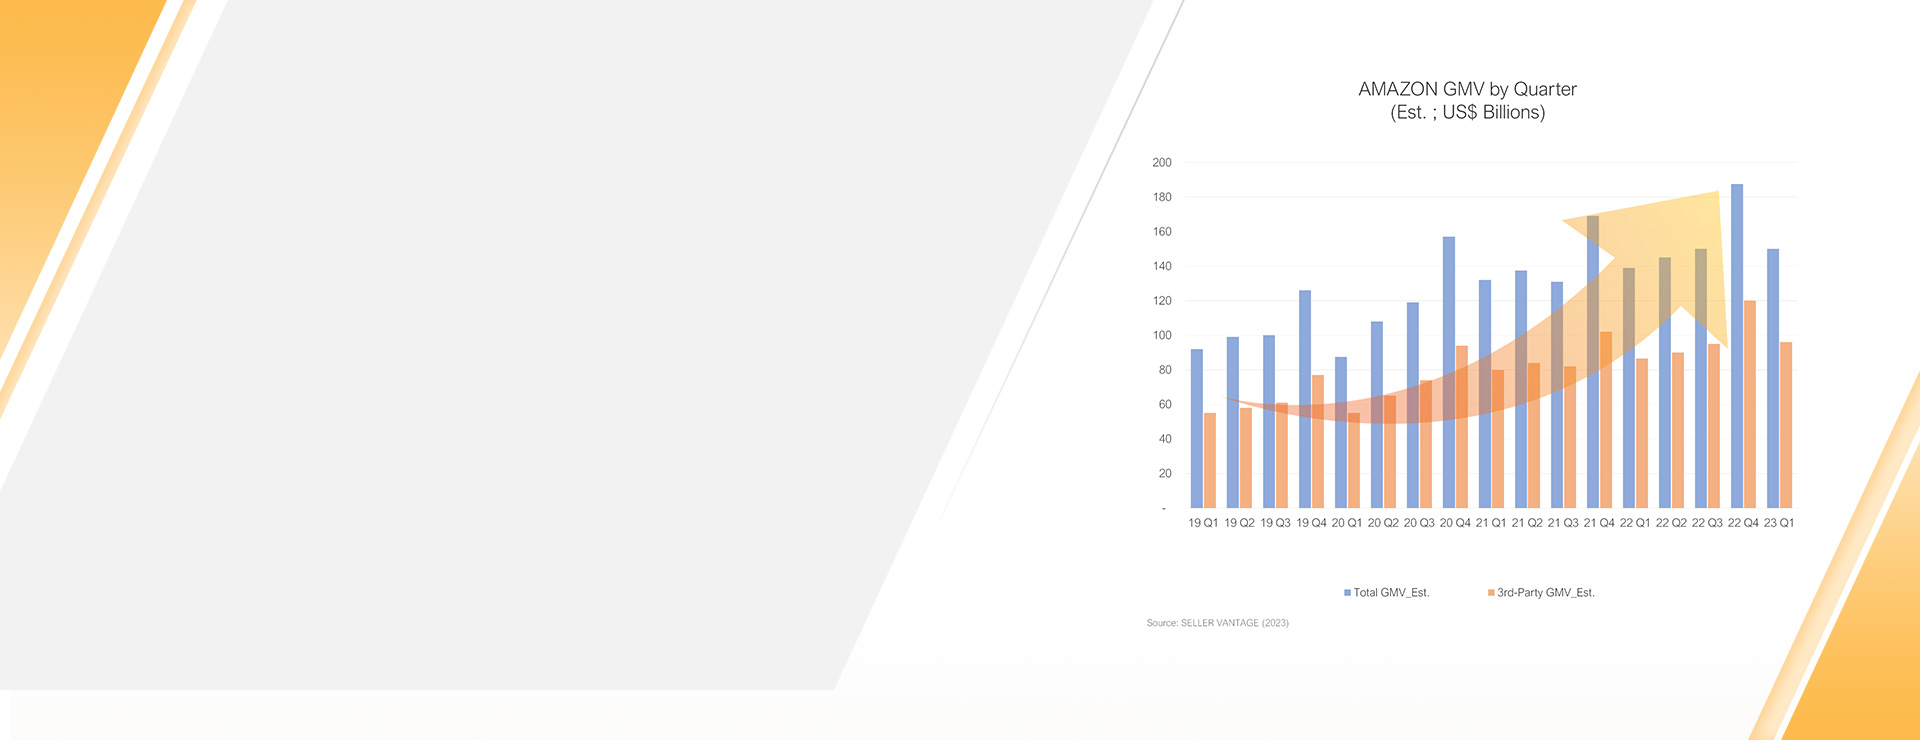 AMAZON GMV by Quarter
(Est. ; US$ Billions)
200
180
160
140
120
100
80
60
40
20
-
19 Q1 19 Q2 19 Q3 19 Q4 20 Q1 20 Q2 20 Q3 20 Q4 21 Q1 21 Q2 21 Q3 21 Q4 22 Q1 22 Q2 22 Q3 22 Q4 23 Q1
Total GMV_Est. 3rd-Party GMV_Est.
Source: SELLER VANTAGE (2023)